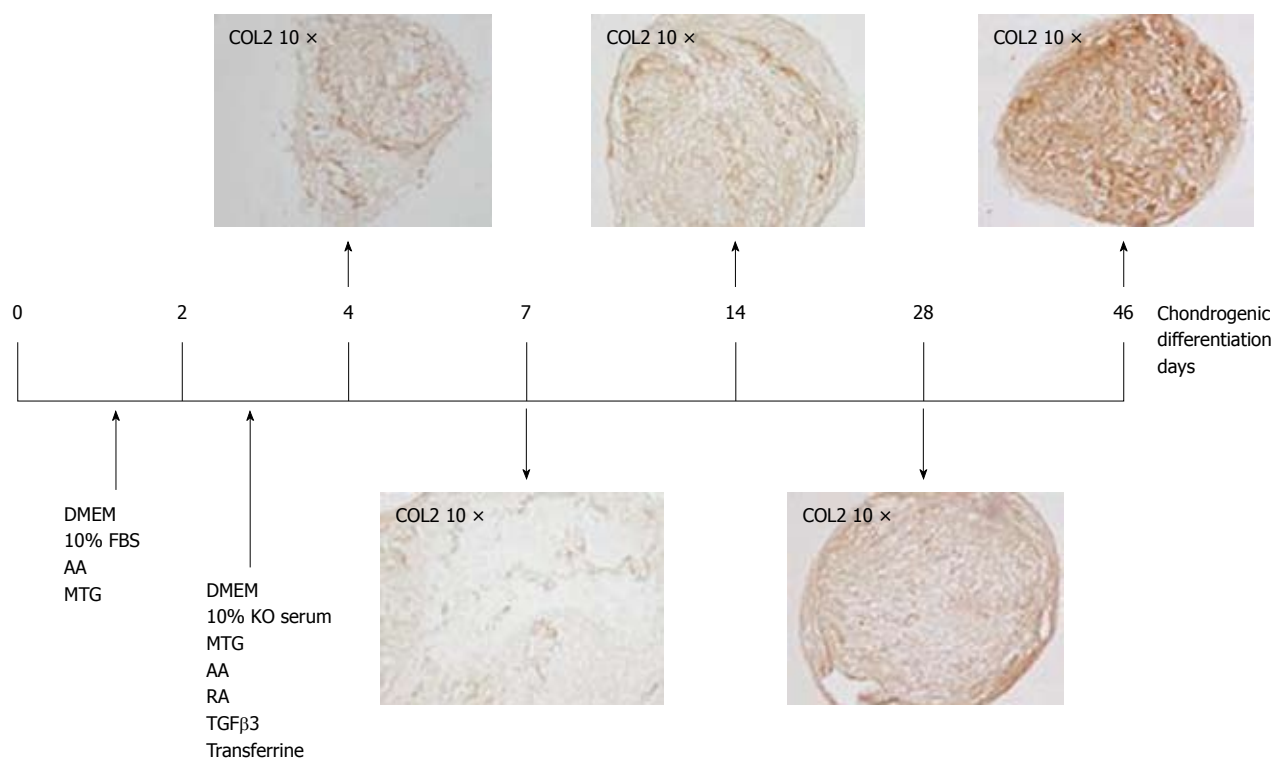 COL2 10 ×
COL2 10 ×
COL2 10 ×
0
2
4
7
14
28
46
Chondrogenic
differentiation
days
DMEM
10% FBS
AA
MTG
DMEM
10% KO serum
MTG
AA
RA
TGFβ3
Transferrine
COL2 10 ×
COL2 10 ×